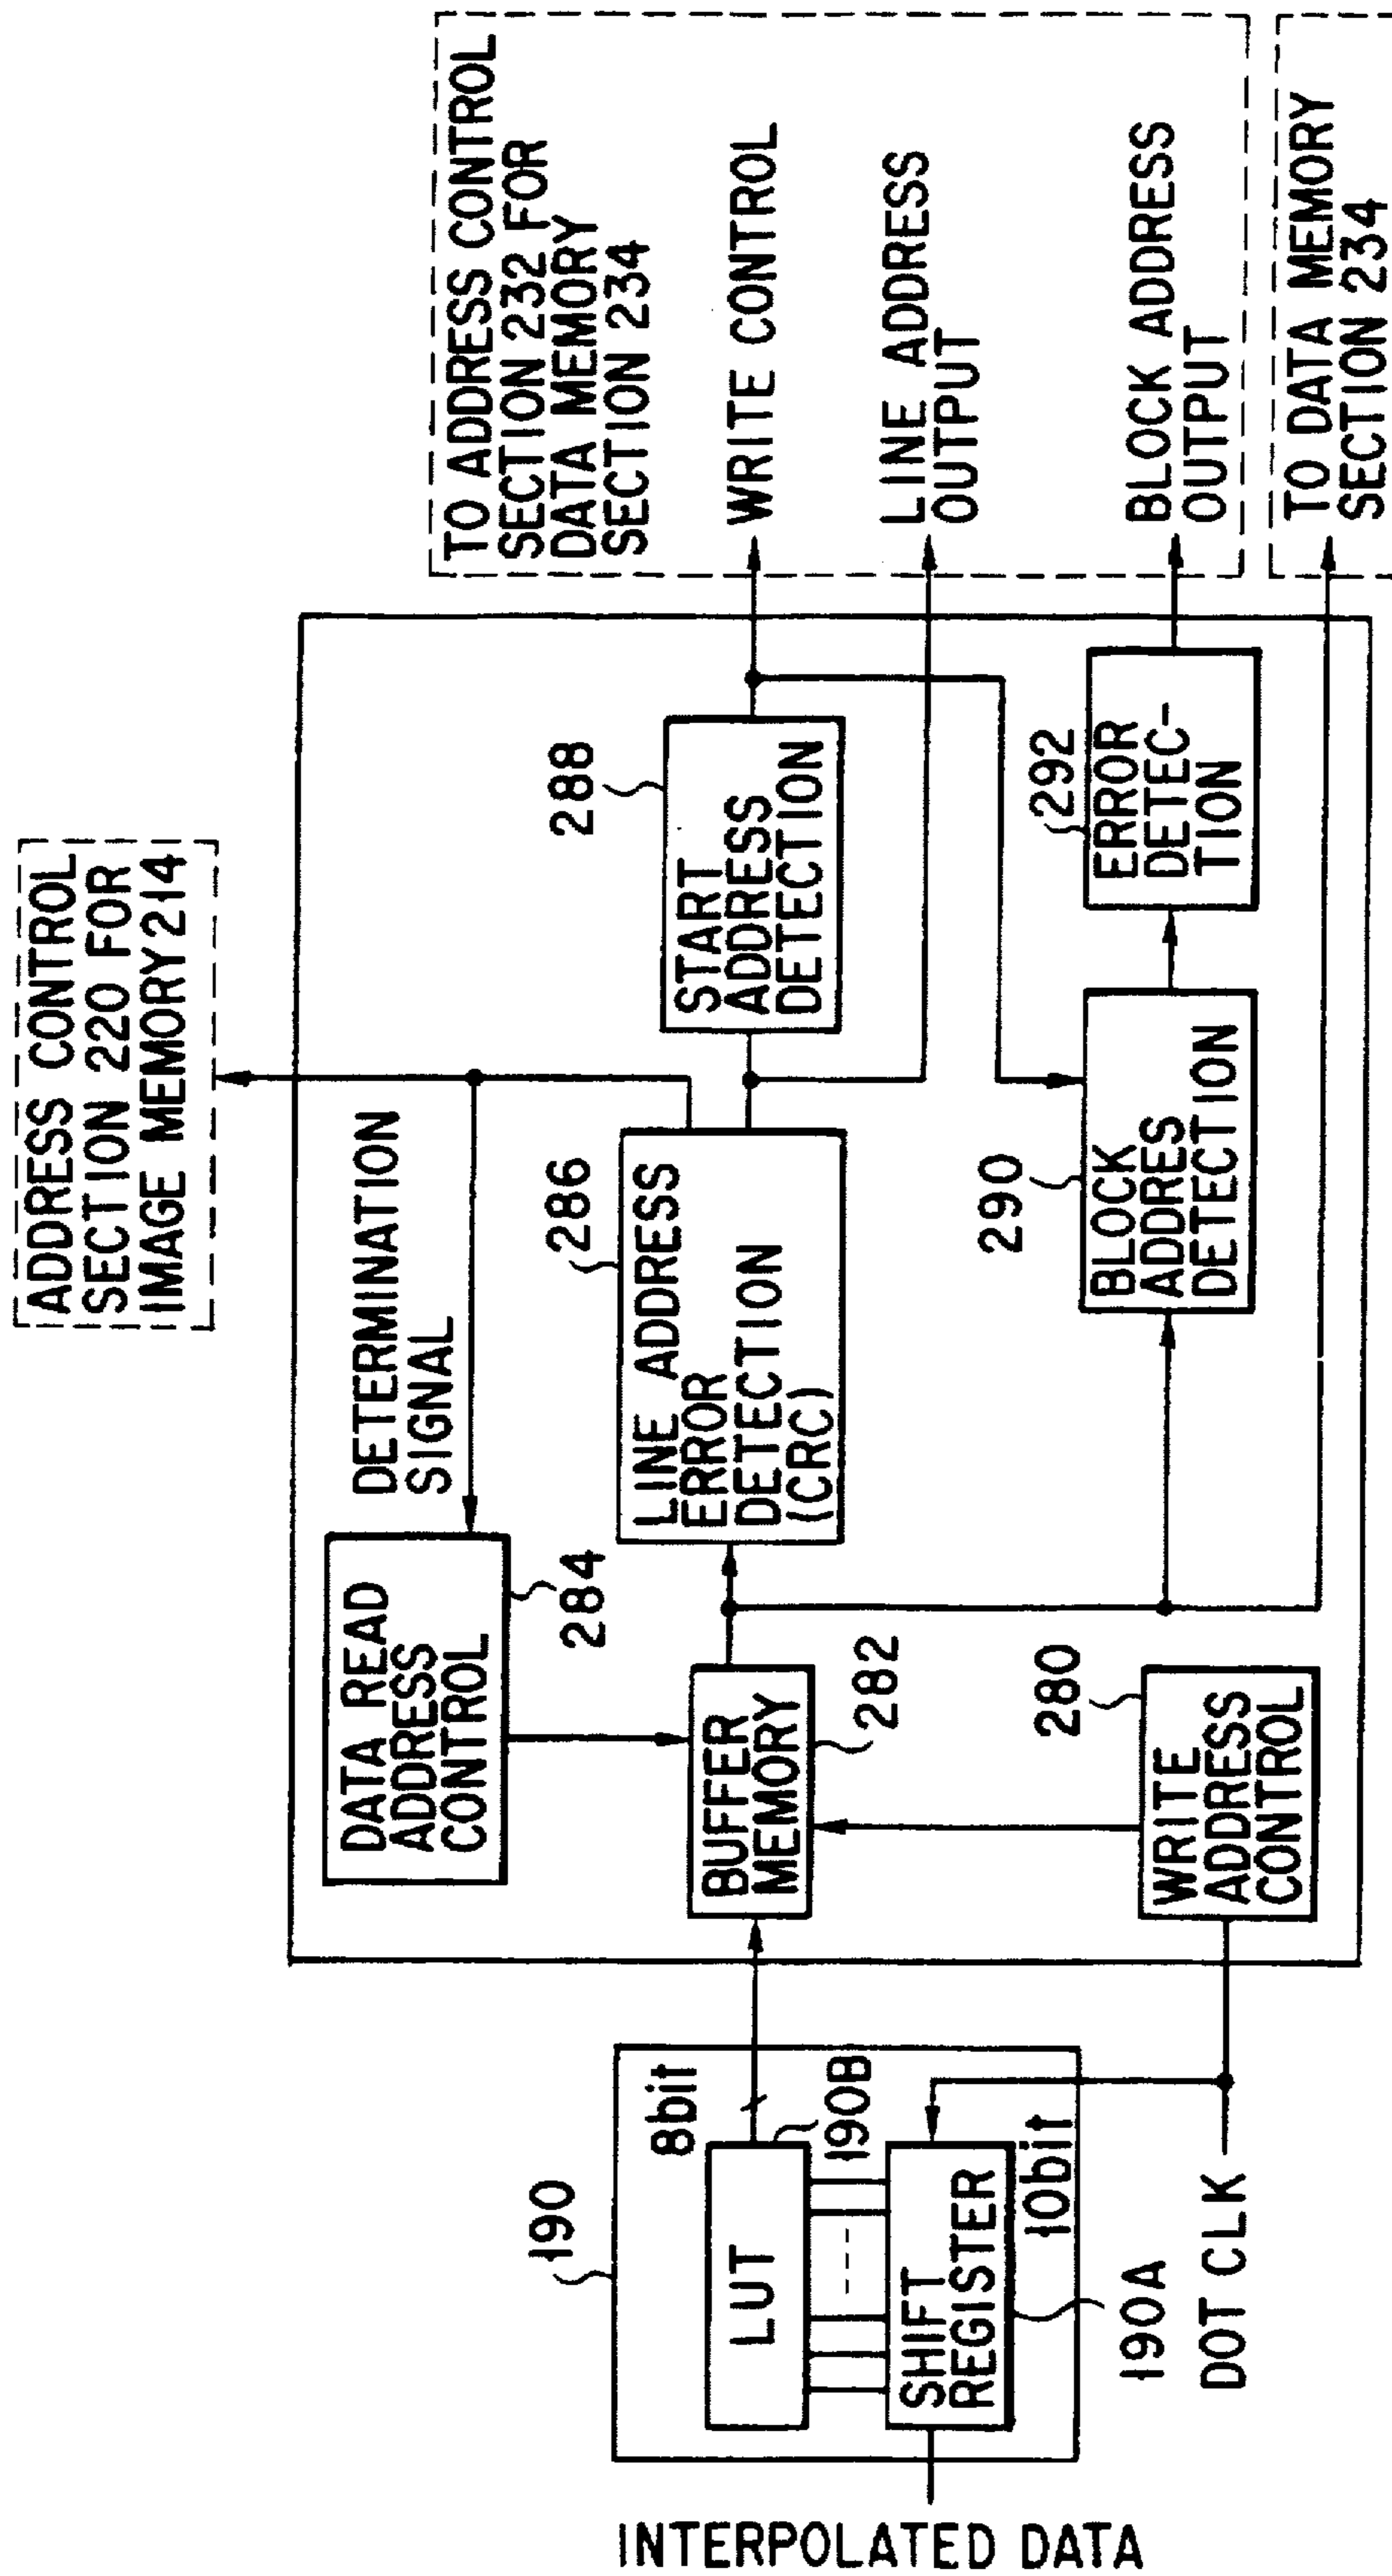 ADDRESS CONTROL
SECTION 220 FOR
IMAGE MEMORY 214
TO ADDRESS CONTROL
SECTION 232 FOR
DATA MEMORY
SECTION 234
WRITE CONTROL
LINE ADDRESS
OUTPUT
BLOCK ADDRESS
OUTPUT
TO DATA MEMORY
SECTION 234
DETERMINATION
SIGNAL
DATA READ
ADDRESS
CONTROL
284
286
LINE ADDRESS
ERROR
DETECTION
(CRC)
288
START
ADDRESS
DETECTION
BUFFER
MEMORY
282
280
WRITE
ADDRESS
CONTROL
290
BLOCK
ADDRES
DETECTION
292
ERROR
DETEC-
TION
190
8bit
LUT
190B
SHIFT
REGISTER
10bit
190A
DOT CLK
INTERPOLATED DATA